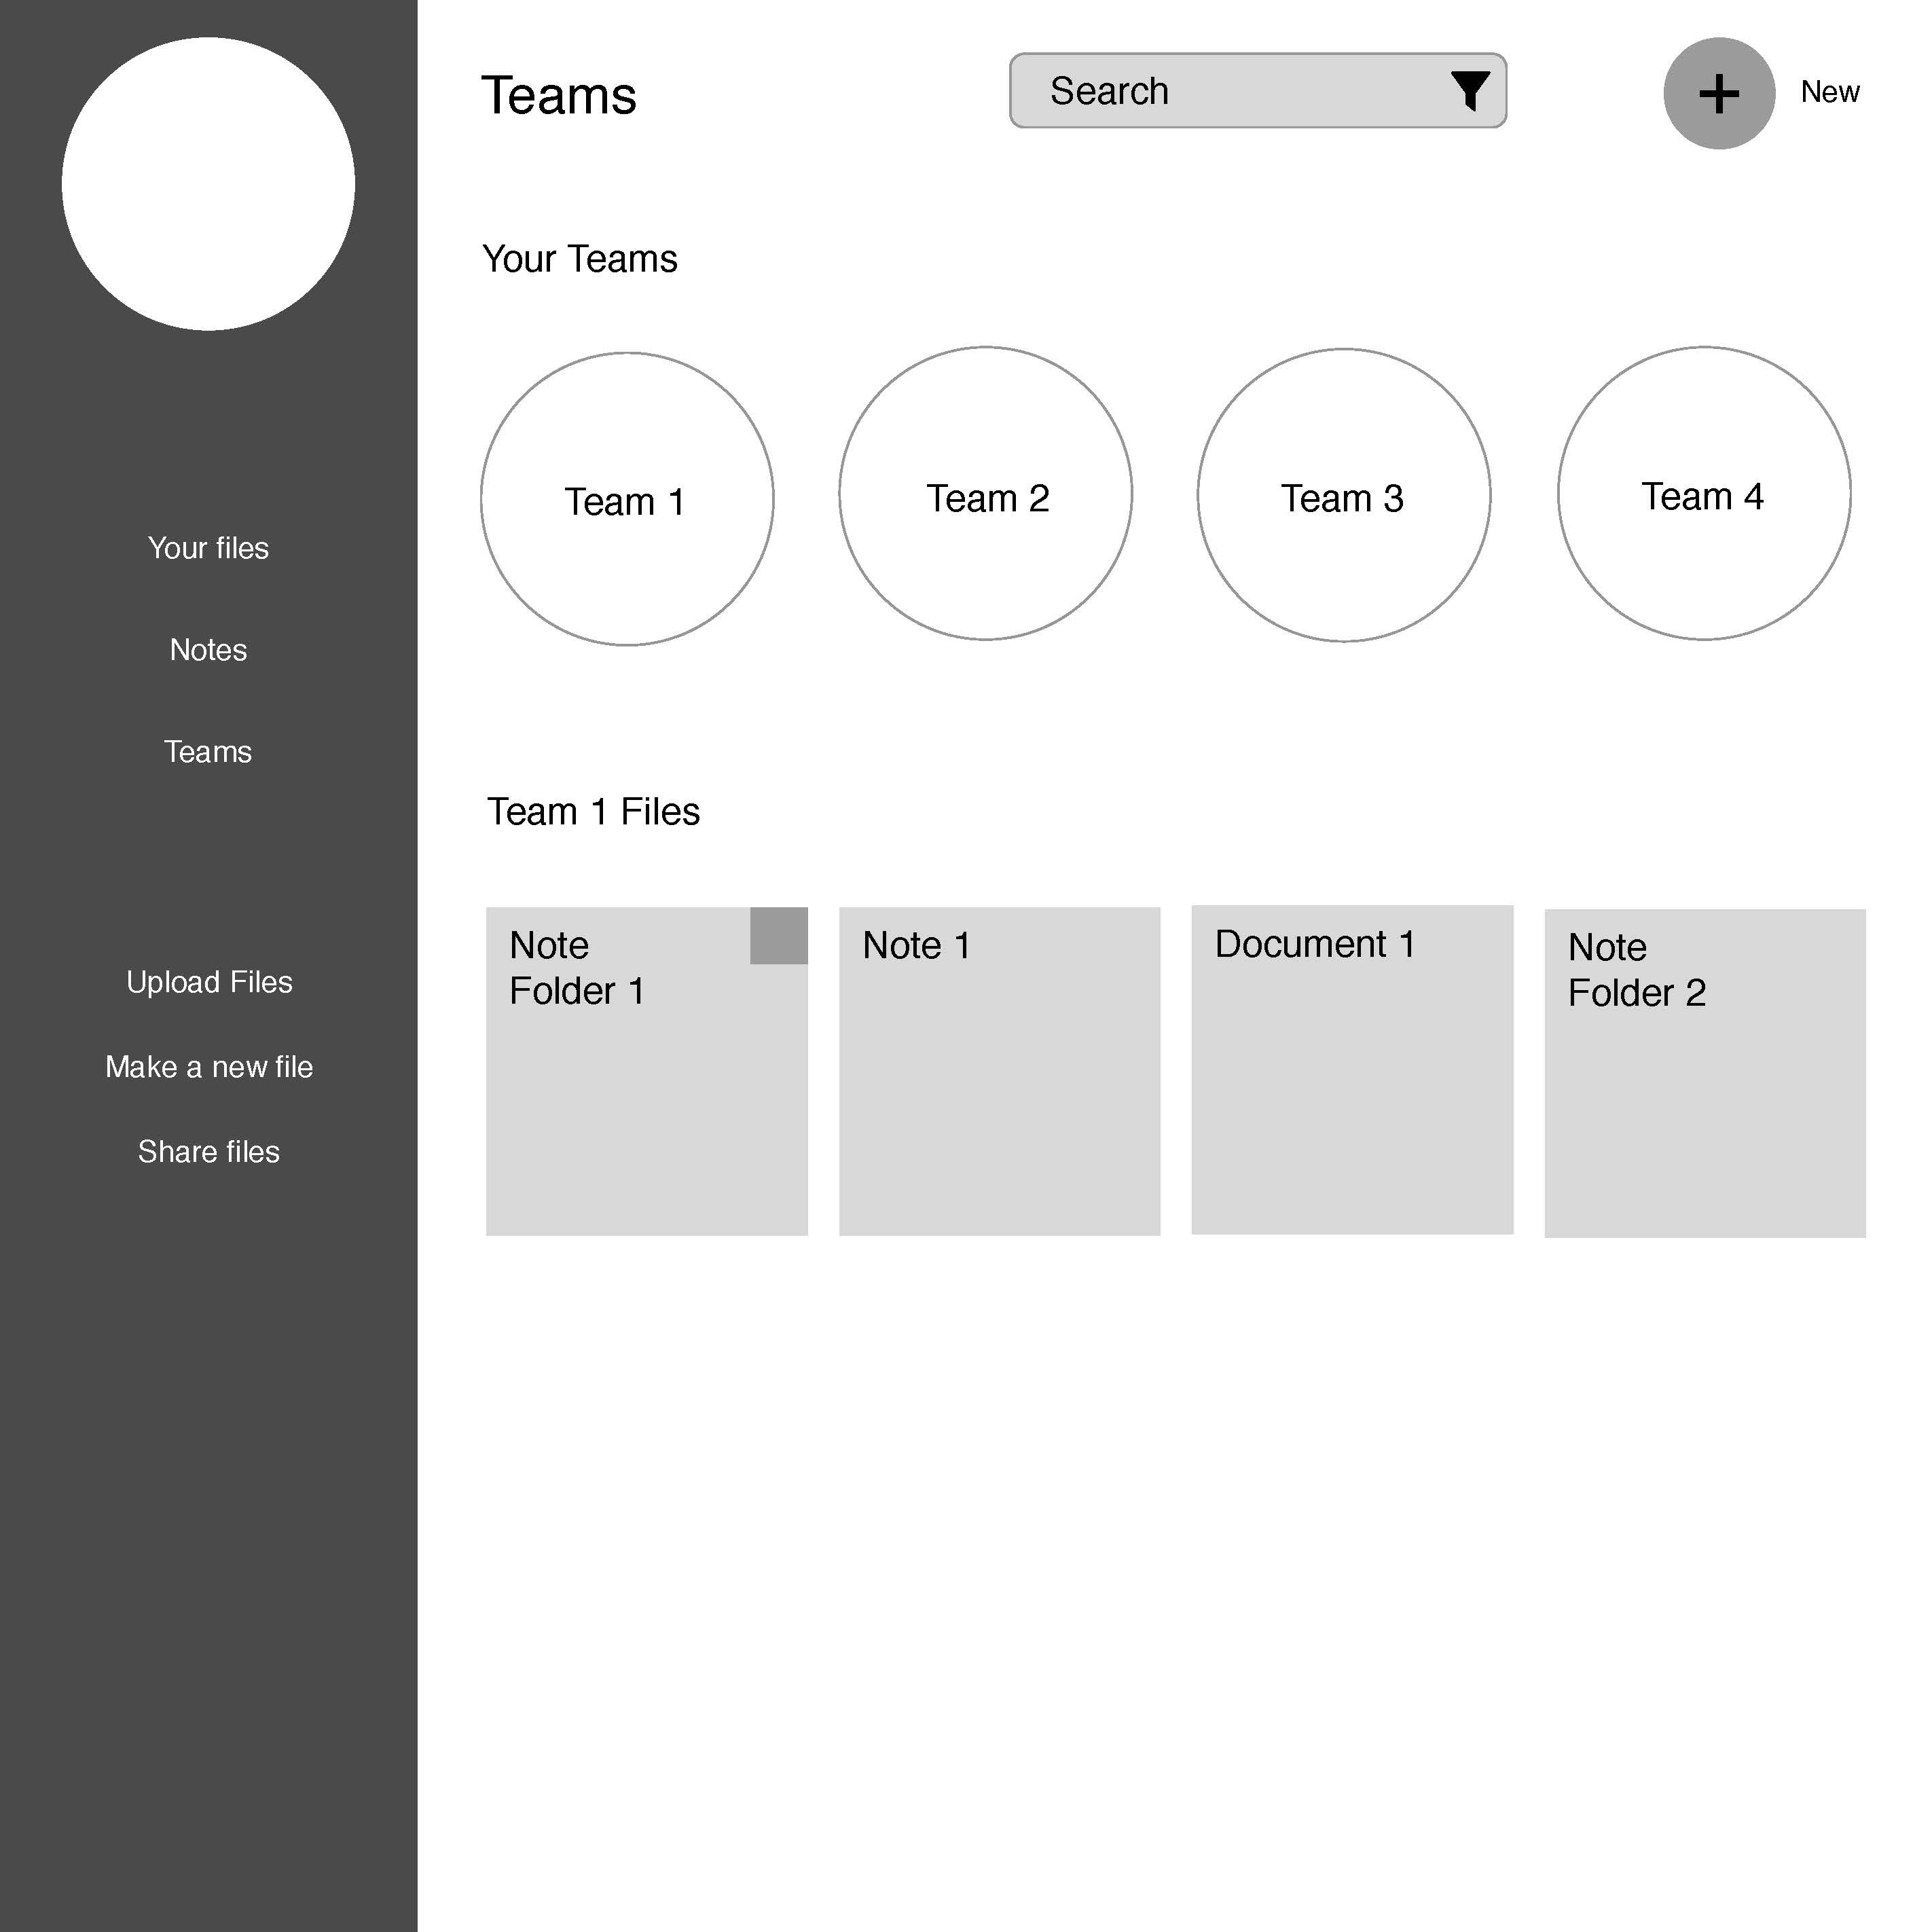 Teams
Search
New
Your Teams
Team 1
Team 2
Team 3
Team 4
Your files
Notes
Teams
Team 1 Files
Note
Folder 1
Note 1
Document 1
Note
Folder 2
Upload Files
Make a new file
Share files